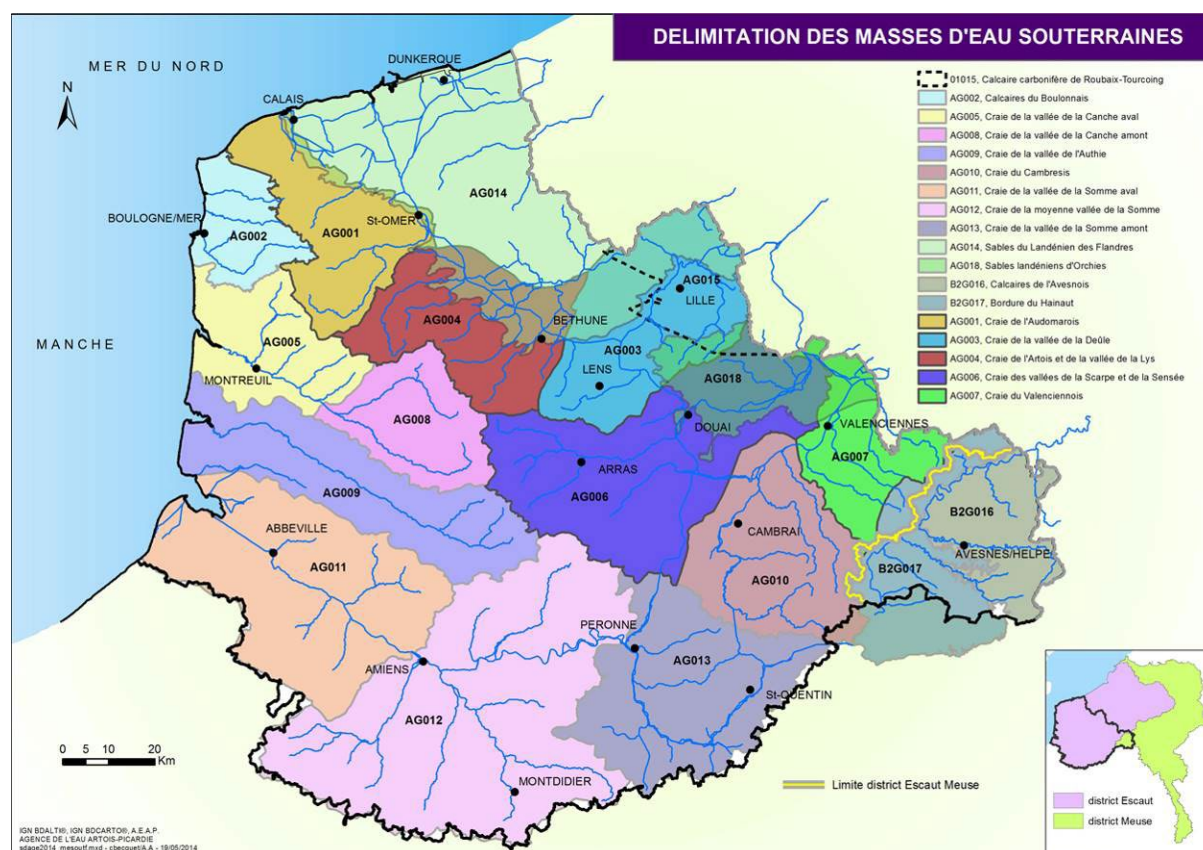 DELIMITATION DES MASSES D'EAU SOUTERRAINES
MER DU NORD
N
MANCHE
DUNKERQUE
CALAIS
AG014
BOULOGNE/MER
AG002
AG001
St-OMER
AG015
LILLE
AG004
BETHUNE
AG003
LENS
AG005
MONTREUIL
AG018
AG008
DOUAI
VALENCIENNES
AG007
ARRAS
AG006
AG009
B2G016
CAMBRAI
AVESNES/HELPE
ABBEVILLE
AG011
AG010
B2G017
PERONNE
AMIENS
AG013
St-QUENTIN
AG012
MONTDIDIER
01015, Calcaire carbonifère de Roubaix-Tourcoing
AG002, Calcaires du Boulonnais
AG005, Craie de la vallée de la Canche aval
AG008, Craie de la vallée de la Canche amont
AG009, Craie de la vallée de l'Authie
AG010, Craie du Cambresis
AG011, Craie de la vallée de la Somme aval
AG012, Craie de la moyenne vallée de la Somme
AG013, Craie de la vallée de la Somme amont
AG014, Sables du Landénien des Flandres
AG018, Sables landéniens d'Orchies
B2G016, Calcaires de l'Avesnois
B2G017, Bordure du Hainaut
AG001, Craie de l'Audomarois
AG003, Craie de la vallée de la Deûle
AG004, Craie de l'Artois et de la vallée de la Lys
AG006, Craie des vallées de la Scarpe et de la Sensée
AG007, Craie du Valenciennois
0 5 10 20
Km
Limite district Escaut Meuse
district Escaut
district Meuse
IGN BDALTI®, IGN BDCARTO®, A.E.A.P.
AGENCE DE L'EAU ARTOIS-PICARDIE
sdage2014_mesoutf.mxd - cbecquet/A.A - 19/05/2014